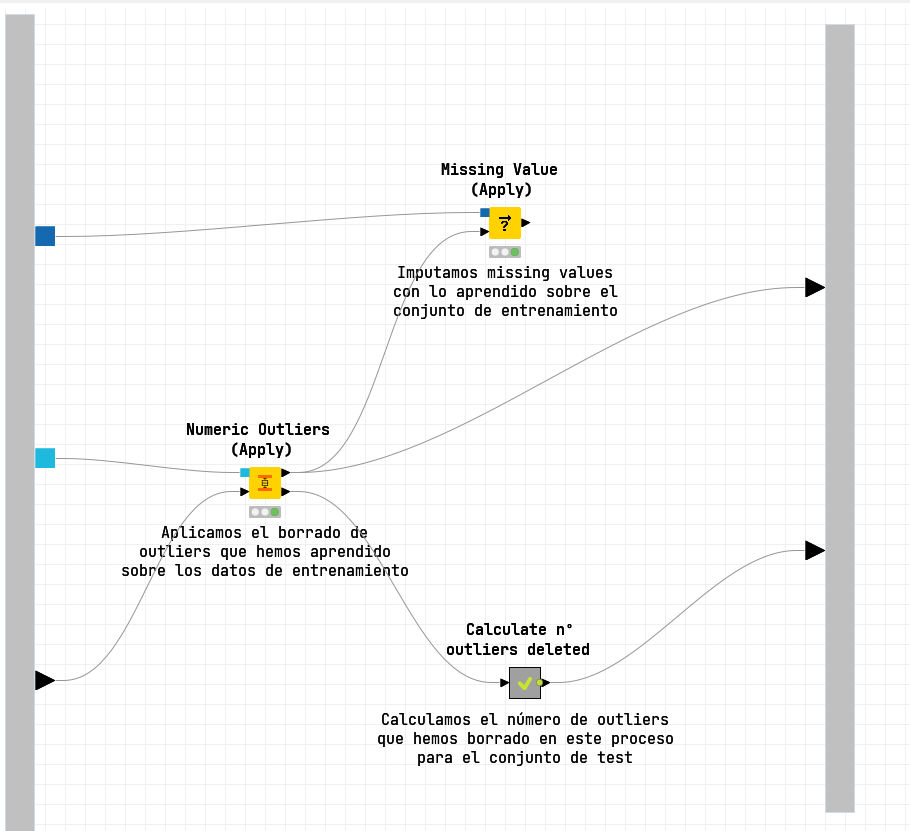 Missing Value
(Apply)
?
Imputamos missing values
con lo aprendido sobre el
conjunto de entrenamiento
Numeric Outliers
(Apply)
Aplicamos el borrado de
outliers que hemos aprendido
sobre los datos de entrenamiento
Calculate n°
outliers deleted
Calculamos el número de outliers
que hemos borrado en este proceso
para el conjunto de test